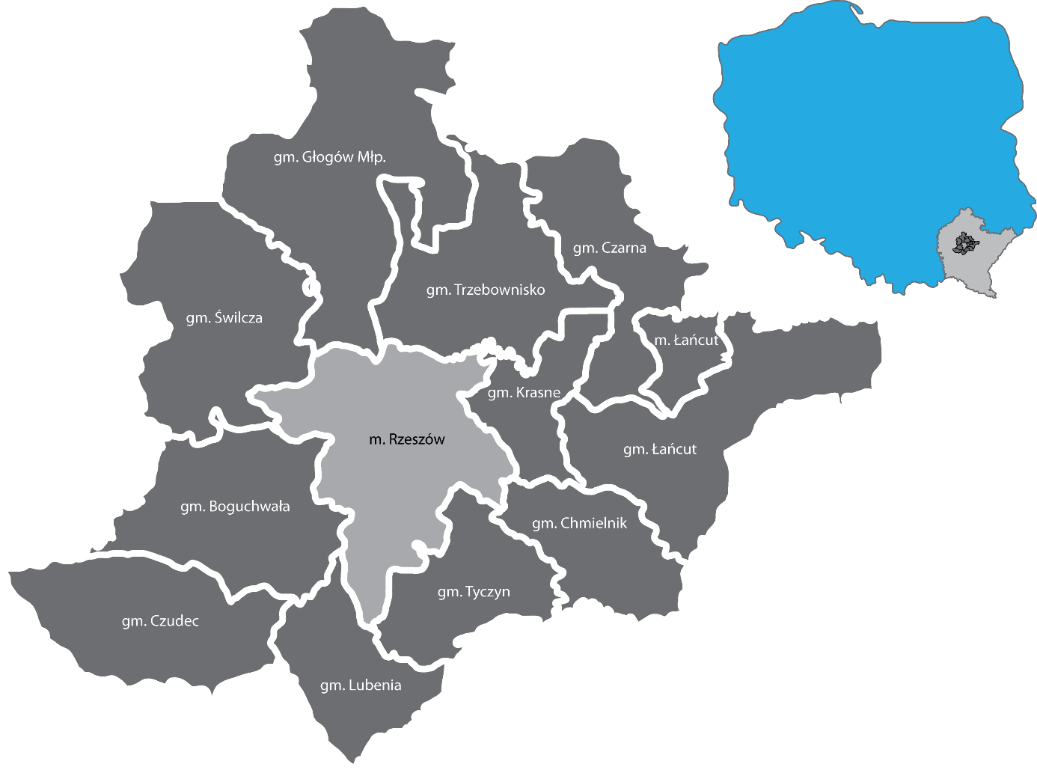 gm. Głogów Młp.
gm. Czarna
gm. Trzebownisko
gm. Świlcza
m. Łańcut
gm. Krasne
m. Rzeszów
gm. Łańcut
gm. Boguchwała
gm. Chmielnik
gm. Tyczyn
gm. Czudec
gm. Lubenia